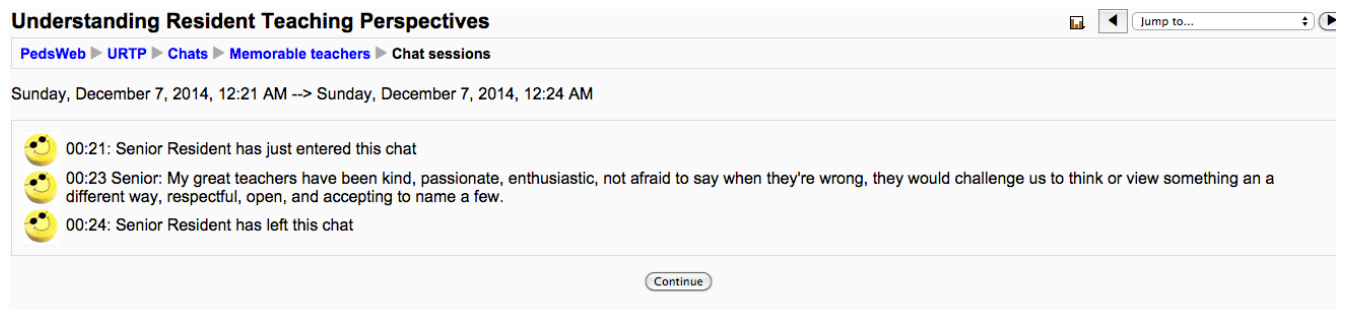 Understanding Resident Teaching Perspectives
Jump to...
PedsWeb URTP Chats Memorable teachers Chat sessions
Sunday, December 7, 2014, 12:21 AM --> Sunday, December 7, 2014, 12:24 AM
00:21: Senior Resident has just entered this chat
00:23 Senior: My great teachers have been kind, passionate, enthusiastic, not afraid to say when they're wrong, they would challenge us to think or view something an a
different way, respectful, open, and accepting to name a few.
00:24: Senior Resident has left this chat
Continue